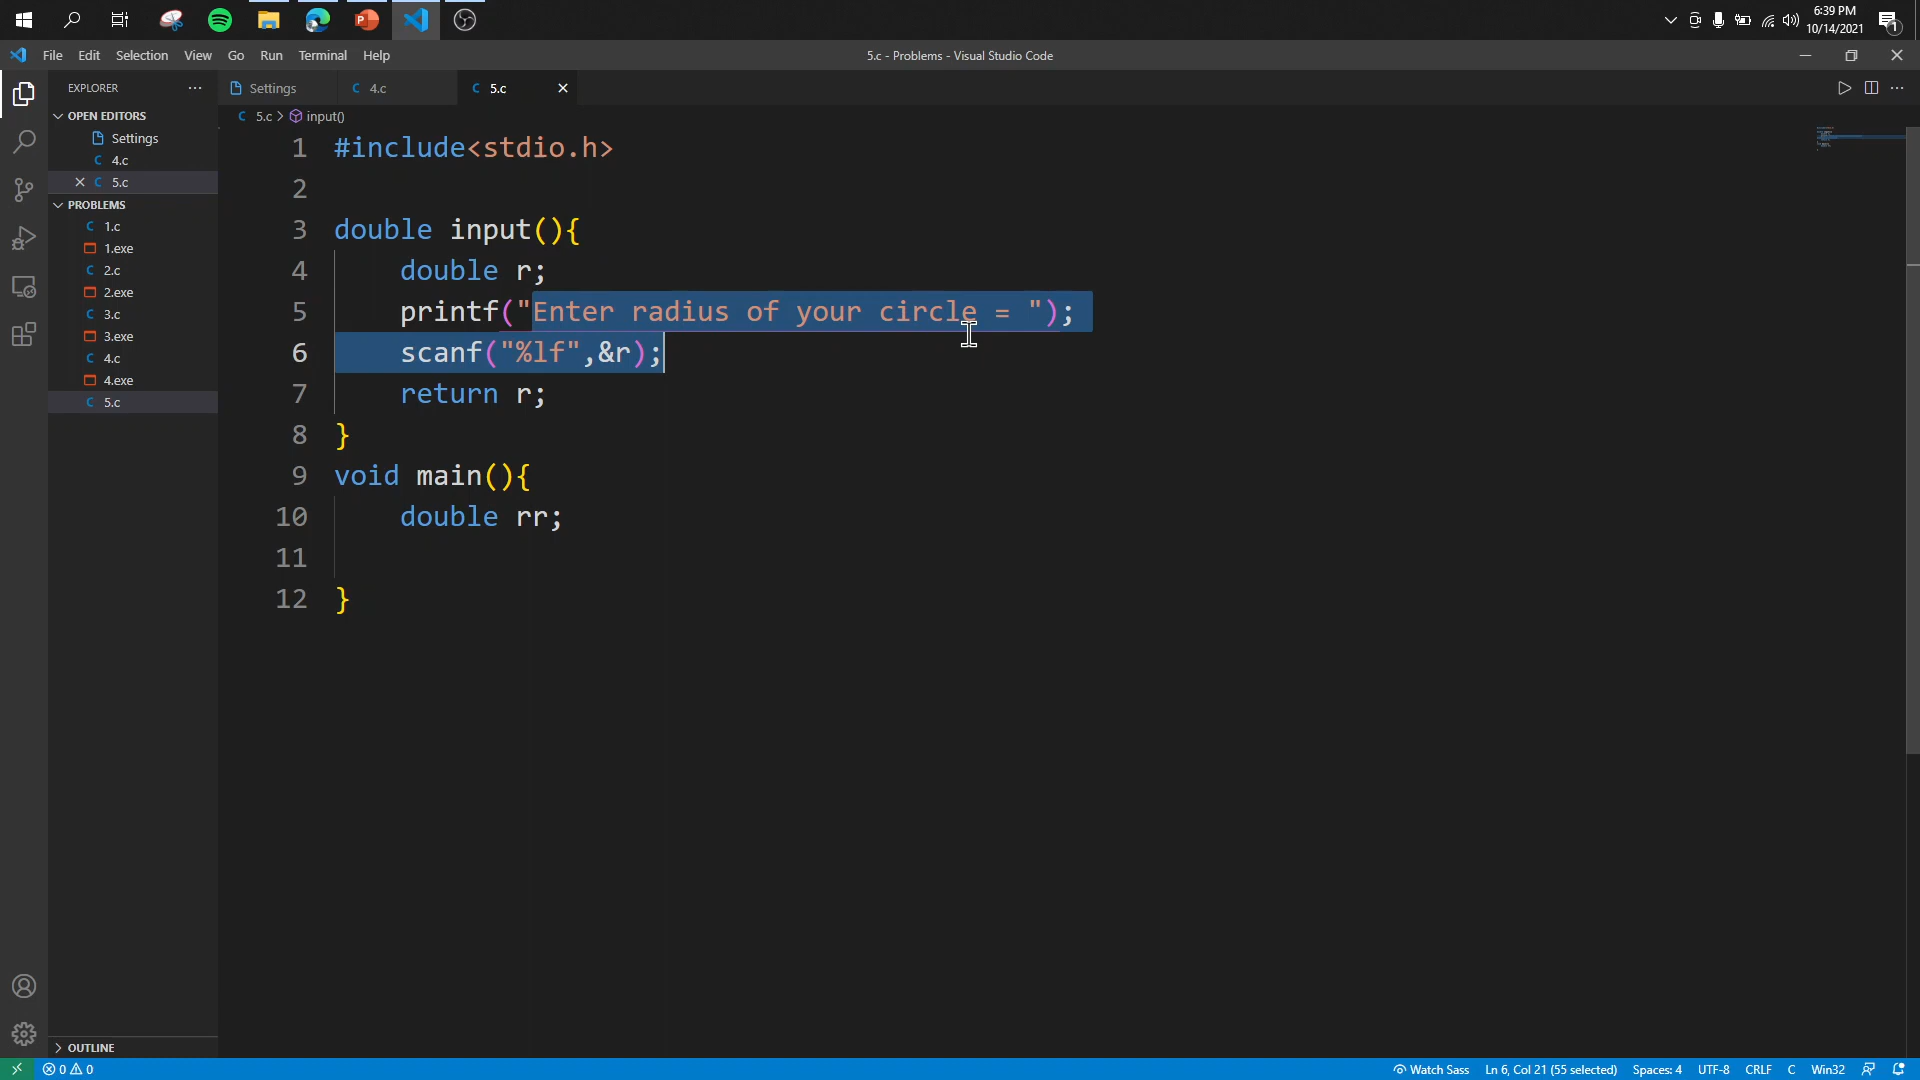 6:39 PM
10/14/2021
1
File Edit Selection View Go Run Terminal Help
5.c - Problems - Visual Studio Code
EXPLORER
Settings
4.c
5.c
5.c > input()
OPEN EDITORS
Settings
4.c
5.c
PROBLEMS
1.c
1.exe
2.c
2.exe
3.c
3.exe
4.c
4.exe
5.c
OUTLINE
1 #include<stdio.h>
2
3 double input(){
4     double r;
5     printf("Enter radius of your circle = ");
6     scanf("%lf",&r);
7     return r;
8 }
9 void main(){
10     double rr;
11
12 }
0 0
Watch Sass Ln 6, Col 21 (55 selected) Spaces: 4 UTF-8 CRLF C Win32